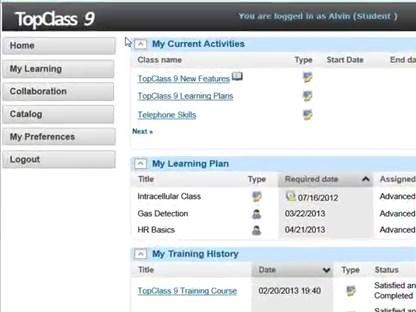 TopClass 9
You are logged in as Alvin (Student )
Home
My Learning
Collaboration
Catalog
My Preferences
Logout
My Current Activities
Class name Type Start Date End da
TopClass 9 New Features
TopClass 9 Learning Plans
Telephone Skills
Next »
My Learning Plan
Title Type Required date Assigned
Intracellular Class 07/16/2012 Advanced
Gas Detection 03/22/2013 Advanced
HR Basics 04/21/2013 Advanced
My Training History
Title Date Type Status
TopClass 9 Training Course 02/20/2013 19:40 Satisfied an
Completed
Satisfied an